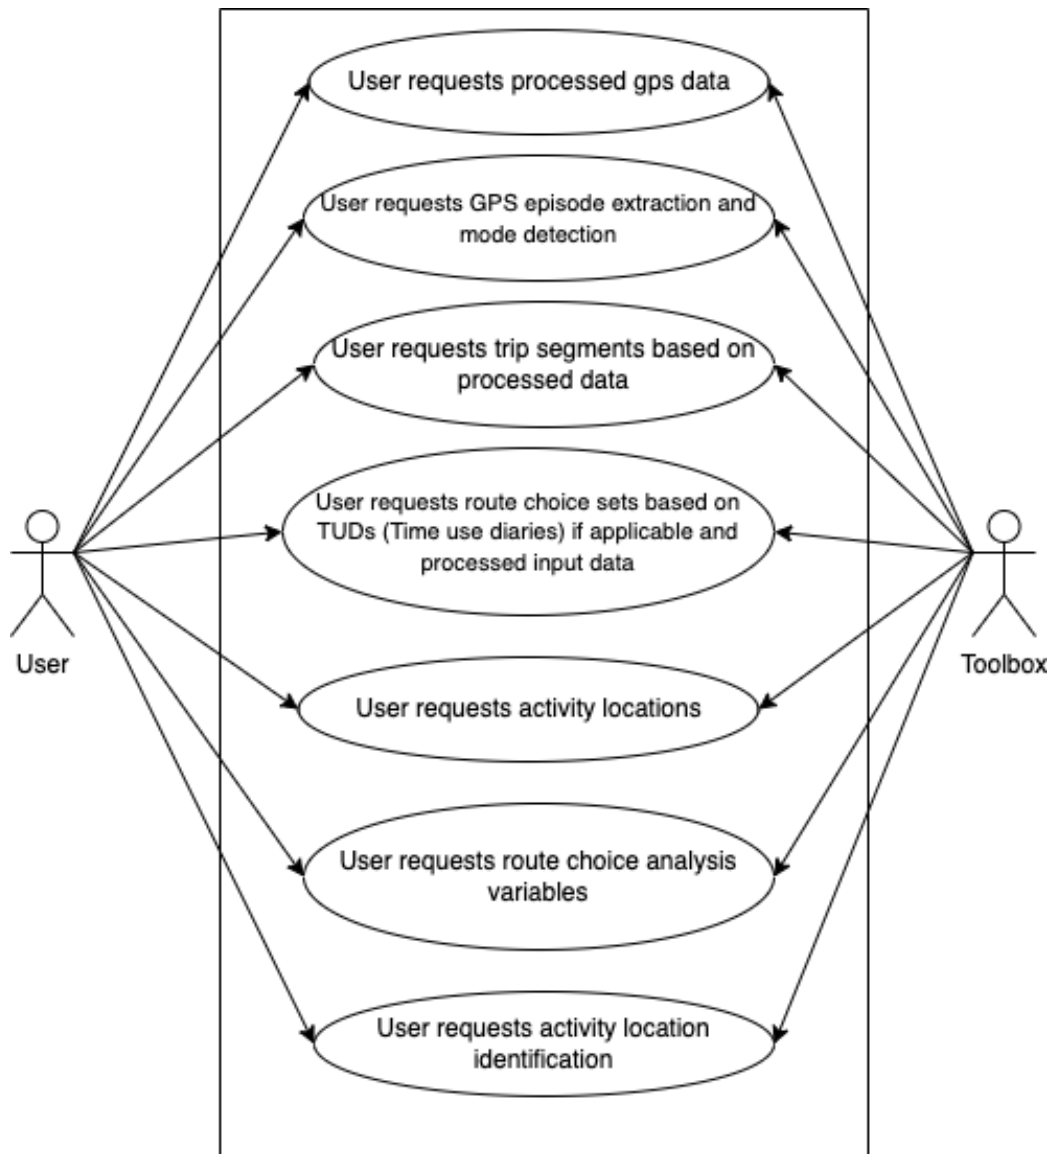 User requests processed gps data
User requests GPS episode extraction and
mode detection
User requests trip segments based on
processed data
User requests route choice sets based on
TUDs (Time use diaries) if applicable and
processed input data
User
Toolbox
User requests activity locations
User requests route choice analysis
variables
User requests activity location
identification